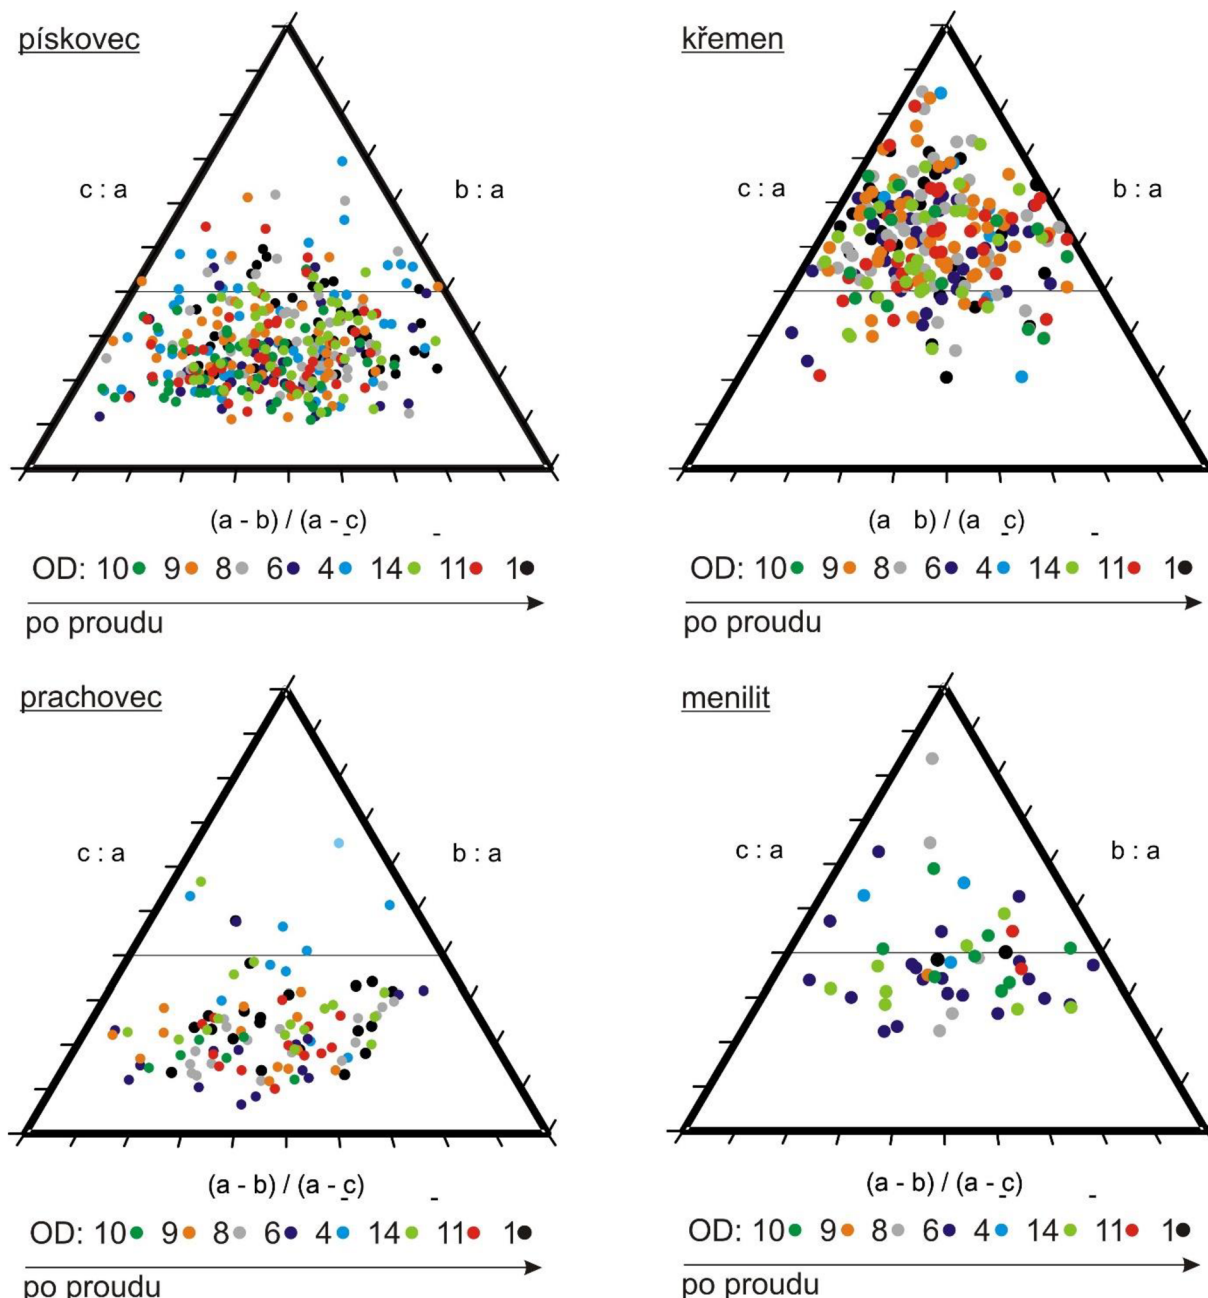 pískovec
c : a
b : a
(a - b) / (a - c)
OD: 10 9 8 6 4 14 11 1
po proudu
křemen
c : a
b : a
(a b) / (a c)
OD: 10 9 8 6 4 14 11 1
po proudu
prachovec
c : a
b : a
(a - b) / (a - c)
OD: 10 9 8 6 4 14 11 1
po proudu
menilit
c : a
b : a
(a - b) / (a - c)
OD: 10 9 8 6 4 14 11 1
po proudu